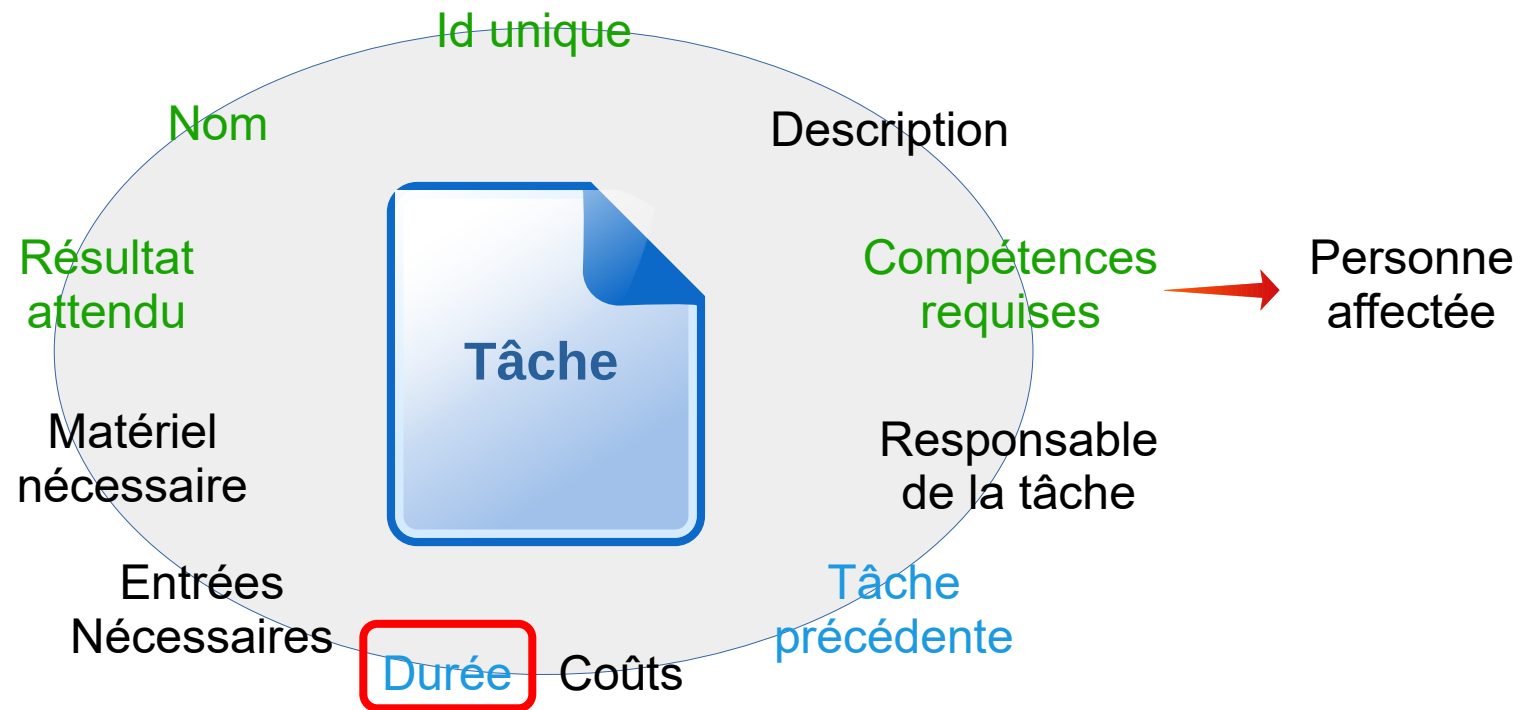 Id unique
Nom
Description
Résultat
attendu
Compétences
requises
Personne
affectée
Tâche
Matériel
nécessaire
Responsable
de la tâche
Entrées
Nécessaires
Tâche
précédente
Durée
Coûts